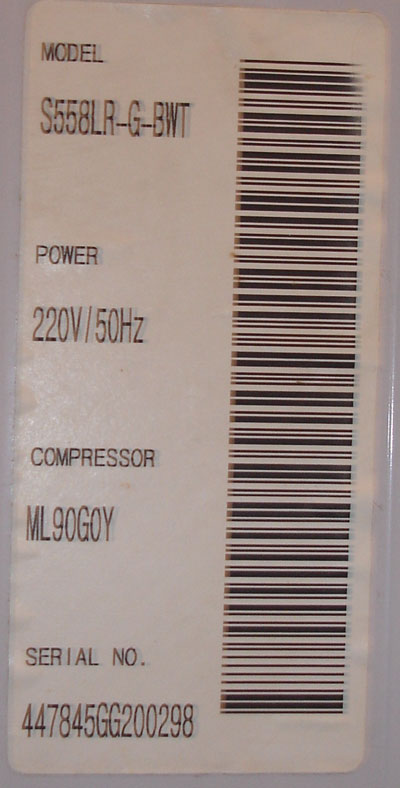 MODEL
S558LR-G-BWT
POWER
220V/50Hz
COMPRESSOR
ML90G0Y
SERIAL NO.
447845GG200298